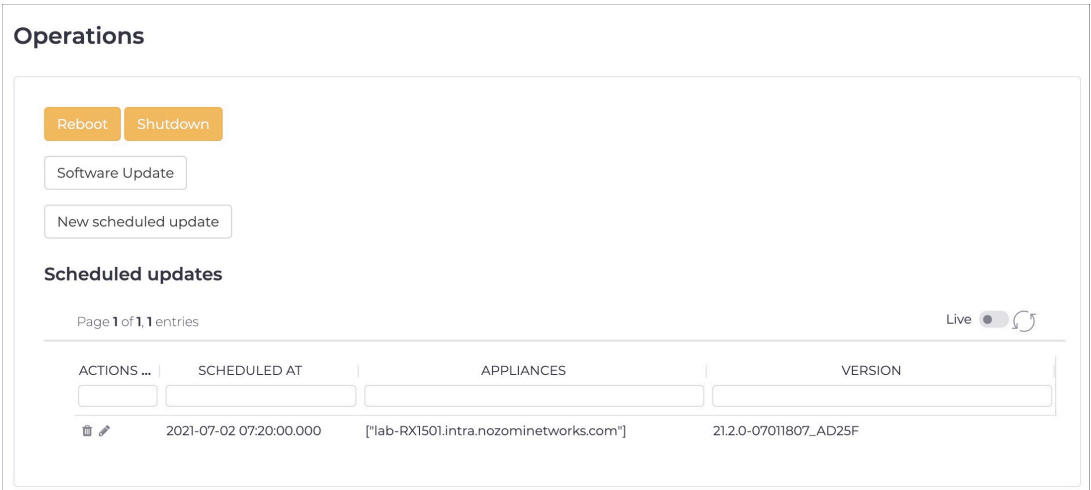 Operations
Reboot Shutdown
Software Update
New scheduled update
Scheduled updates
Page 1 of 1, 1 entries Live
ACTIONS ... SCHEDULED AT APPLIANCES VERSION
2021-07-02 07:20:00.000 ["lab-RX1501.intra.nozominetworks.com"] 21.2.0-07011807_AD25F